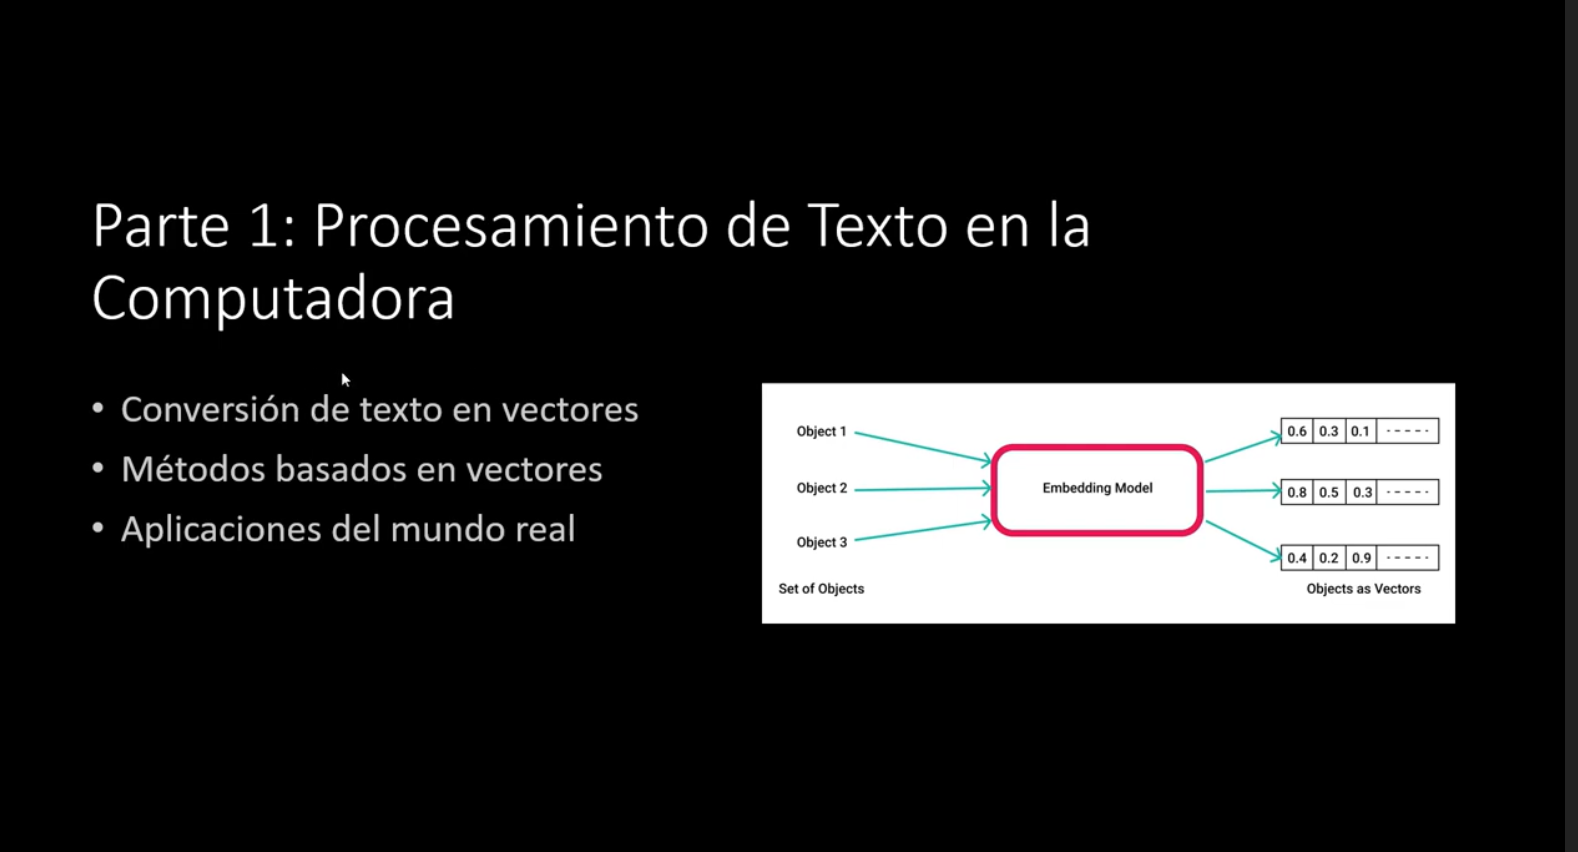 Parte 1: Procesamiento de Texto en la
Computadora
• Conversión de texto en vectores
• Métodos basados en vectores
• Aplicaciones del mundo real
Object 1
Object 2
Object 3
Set of Objects
Embedding Model
0.6 0.3 0.1 -----
0.8 0.5 0.3 -----
0.4 0.2 0.9 -----
Objects as Vectors